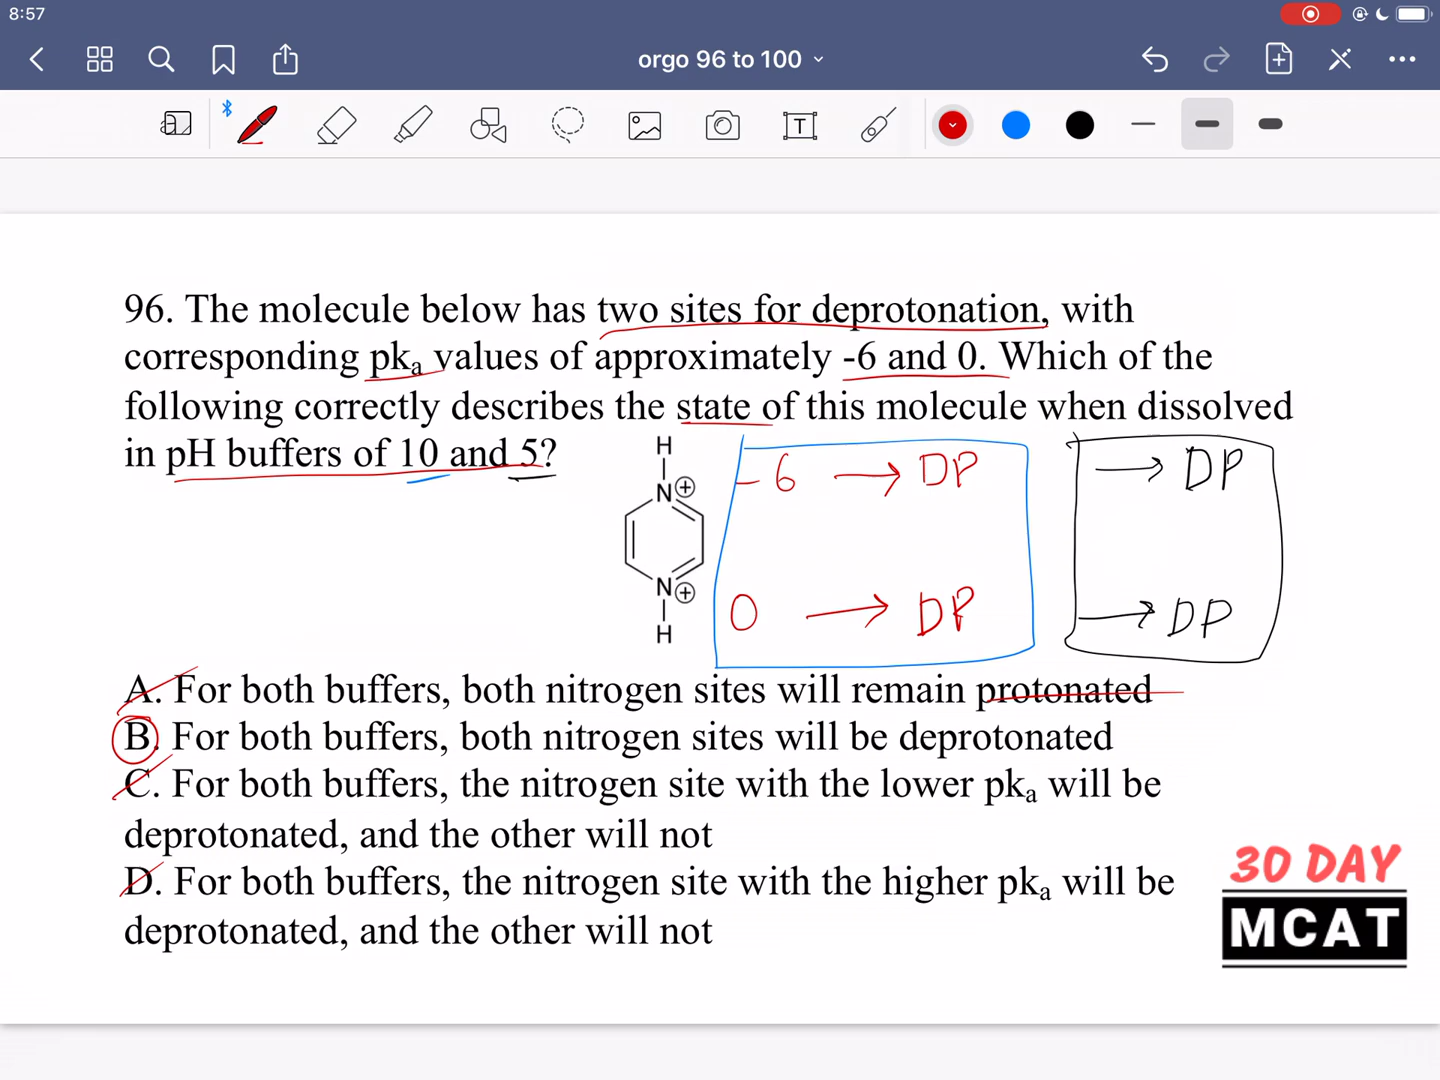 8:57
orgo 96 to 100
T
96. The molecule below has two sites for deprotonation, with
corresponding pkₐ values of approximately -6 and 0. Which of the
following correctly describes the state of this molecule when dissolved
in pH buffers of 10 and 5?
H
N+
N+
H
-6 → DP
0 → DP
→ DP
→ DP
A. For both buffers, both nitrogen sites will remain protonated
B. For both buffers, both nitrogen sites will be deprotonated
C. For both buffers, the nitrogen site with the lower pkₐ will be
deprotonated, and the other will not
D. For both buffers, the nitrogen site with the higher pkₐ will be
deprotonated, and the other will not
30 DAY
MCAT